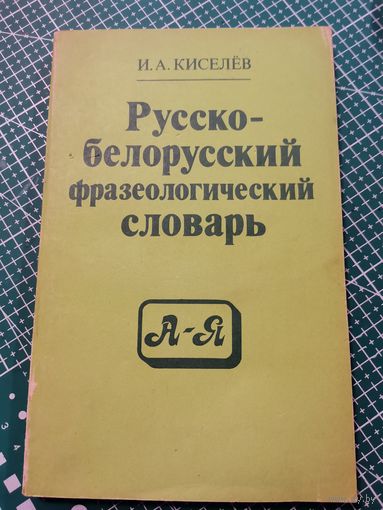 И. А. КИСЕЛЁВ
Русско-
белорусский
фразеологический
словарь
А-Я